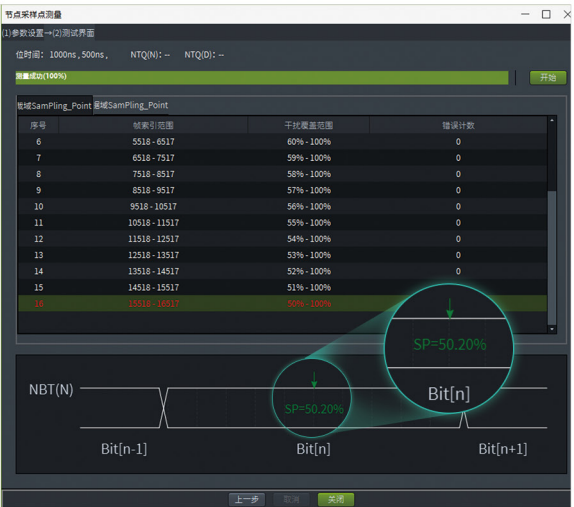 节点采样点测量
(1)参数设置→(2)测试界面
位时间: 1000ns , 500ns , NTQ(N): -- NTQ(D): --
测量成功(100%) 开始
裁域SamPling_Point 据域SamPling_Point
序号 帧索引范围 干扰覆盖范围 错误计数
6 5518 - 6517 60% - 100% 0
7 6518 - 7517 59% - 100% 0
8 7518 - 8517 58% - 100% 0
9 8518 - 9517 57% - 100% 0
10 9518 - 10517 56% - 100% 0
11 10518 - 11517 55% - 100% 0
12 11518 - 12517 54% - 100% 0
13 12518 - 13517 53% - 100% 0
14 13518 - 14517 52% - 100% 0
15 14518 - 15517 51% - 100%
16 15518 - 16517 50% - 100%
SP=50.20%
Bit[n]
NBT(N)
SP=50.20%
Bit[n-1] Bit[n] Bit[n+1]
上一步 取消 关闭